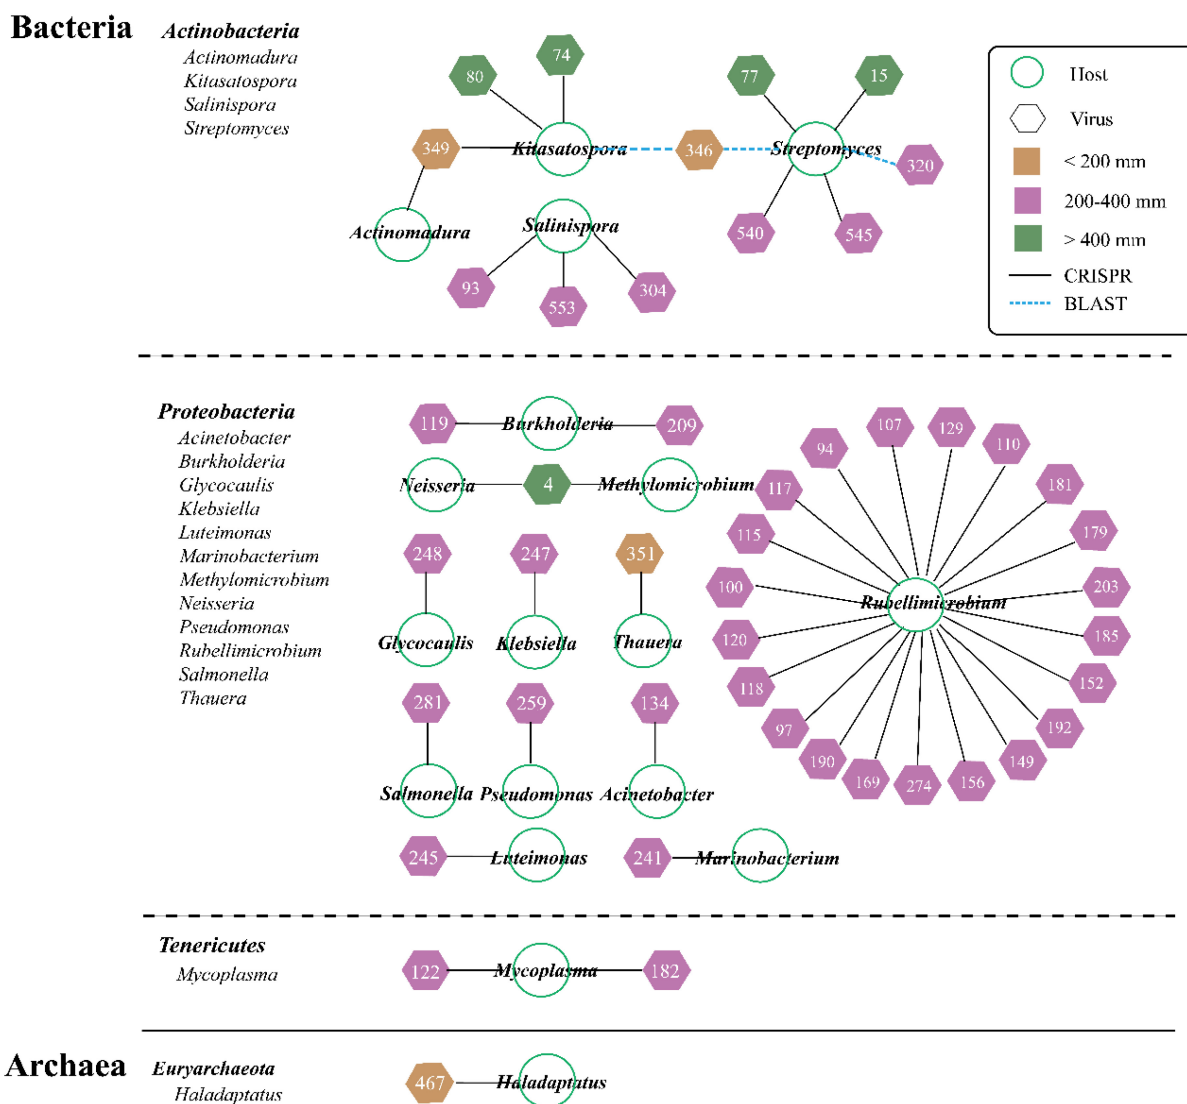 Bacteria
Actinobacteria
Actinomadura
Kitasatospora
Salinispora
Streptomyces
74
80
77
15
349
Kitasatospora
346
Streptomyces
320
Actinomadura
Salinispora
540
545
93
553
304
Host
Virus
< 200 mm
200-400 mm
> 400 mm
CRISPR
BLAST
Proteobacteria
Acinetobacter
Burkholderia
Glycocaulis
Klebsiella
Luteimonas
Marinobacterium
Methylomicrobium
Neisseria
Pseudomonas
Rubellimicrobium
Salmonella
Thauera
119
Burkholderia
209
Neisseria
4
Methylomicrobium
248
247
351
Glycocaulis
Klebsiella
Thauera
281
259
134
Salmonella
Pseudomonas
Acinetobacter
245
Luteimonas
241
Marinobacterium
107
129
94
110
117
181
115
179
100
Rubellimicrobium
203
120
185
118
152
97
192
190
149
169
274
156
Tenericutes
Mycoplasma
122
Mycoplasma
182
Archaea
Euryarchaeota
Haladaptatus
467
Haladaptatus